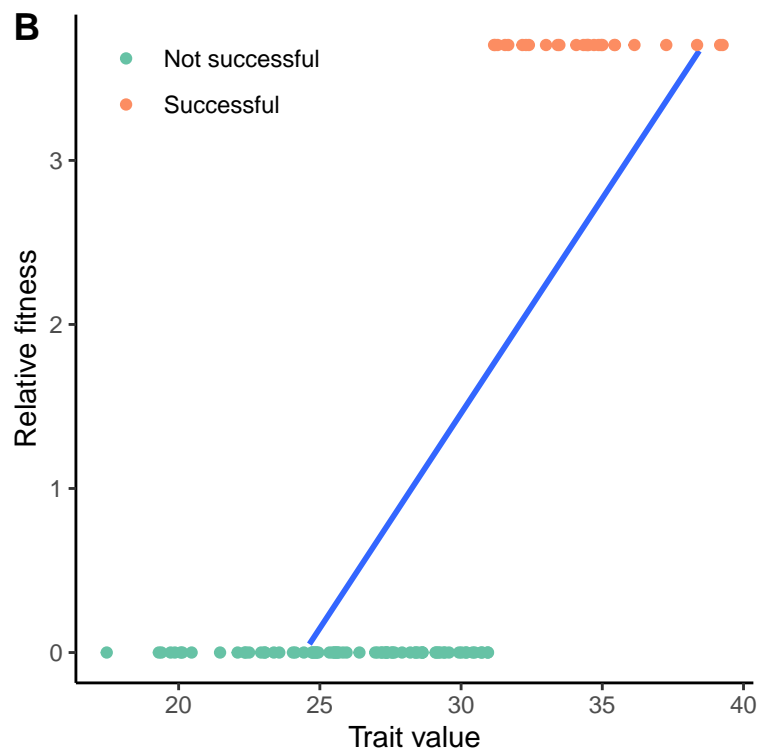 B
Not successful
Successful
Relative fitness
3
2
1
0
20 25 30 35 40
Trait value